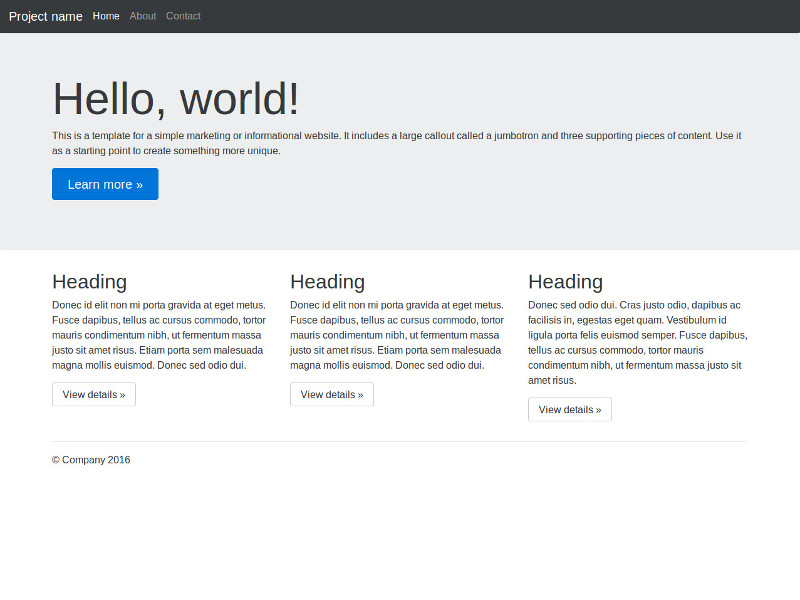 Project name Home About Contact
Hello, world!
This is a template for a simple marketing or informational website. It includes a large callout called a jumbotron and three supporting pieces of content. Use it
as a starting point to create something more unique.
Learn more »
Heading
Donec id elit non mi porta gravida at eget metus.
Fusce dapibus, tellus ac cursus commodo, tortor
mauris condimentum nibh, ut fermentum massa
justo sit amet risus. Etiam porta sem malesuada
magna mollis euismod. Donec sed odio dui.
View details »
Heading
Donec id elit non mi porta gravida at eget metus.
Fusce dapibus, tellus ac cursus commodo, tortor
mauris condimentum nibh, ut fermentum massa
justo sit amet risus. Etiam porta sem malesuada
magna mollis euismod. Donec sed odio dui.
View details »
Heading
Donec sed odio dui. Cras justo odio, dapibus ac
facilisis in, egestas eget quam. Vestibulum id
ligula porta felis euismod semper. Fusce dapibus,
tellus ac cursus commodo, tortor mauris
condimentum nibh, ut fermentum massa justo sit
amet risus.
View details »
© Company 2016